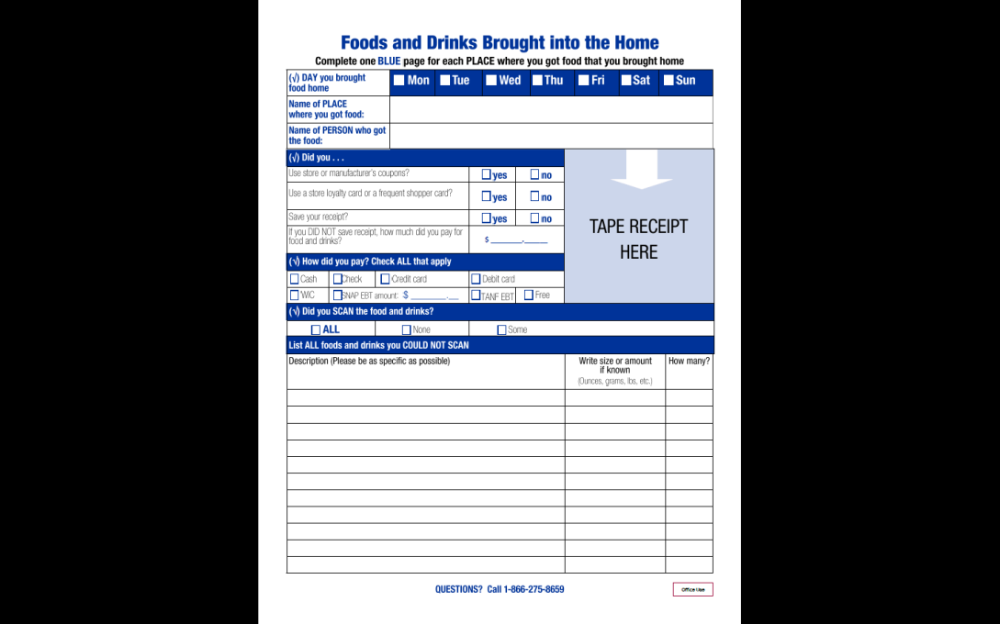 Foods and Drinks Brought into the Home
Complete one BLUE page for each PLACE where you got food that you brought home
(√) DAY you brought
food home
Mon Tue Wed Thu Fri Sat Sun
Name of PLACE
where you got food:
Name of PERSON who got
the food:
(√) Did you . . .
Use store or manufacturer's coupons? yes no
Use a store loyalty card or a frequent shopper card? yes no
Save your receipt? yes no
If you DID NOT save receipt, how much did you pay for
food and drinks?
$ _______._____
TAPE RECEIPT
HERE
(√) How did you pay? Check ALL that apply
Cash Check Credit card Debit card
WIC SNAP EBT amount: $ ________.__ TANF EBT Free
(√) Did you SCAN the food and drinks?
ALL None Some
List ALL foods and drinks you COULD NOT SCAN
Description (Please be as specific as possible)
Write size or amount
if known
(Ounces, grams, lbs, etc.)
How many?
QUESTIONS? Call 1-866-275-8659
Office Use